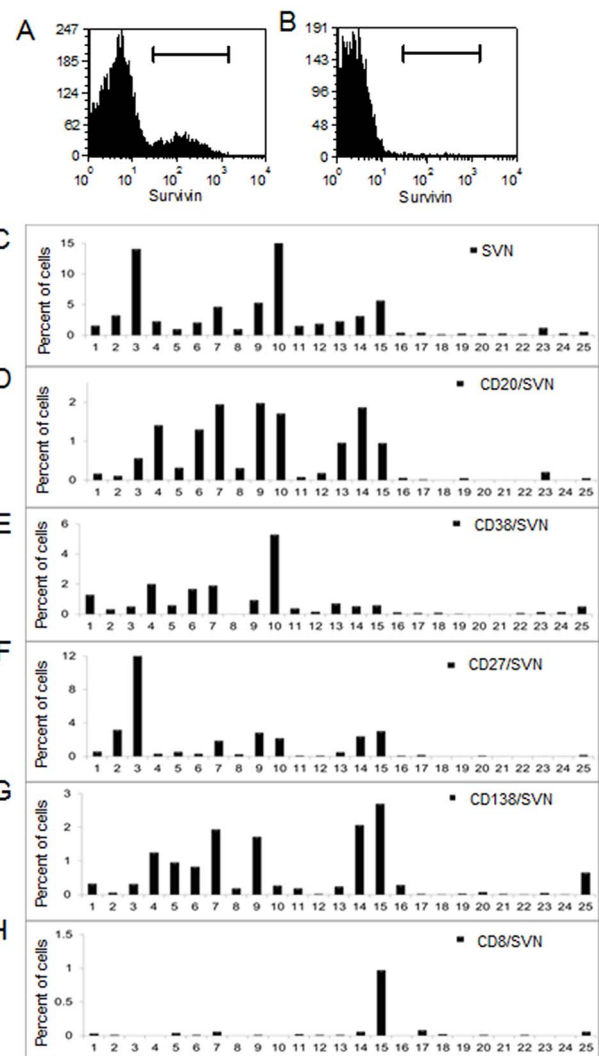 A
247
185
124
62
0
10^0 10^1 10^2 10^3 10^4
Survivin
B
191
143
96
48
0
10^0 10^1 10^2 10^3 10^4
Survivin
C
Percent of cells
15
10
5
0
SVN
1 2 3 4 5 6 7 8 9 10 11 12 13 14 15 16 17 18 19 20 21 22 23 24 25
D
Percent of cells
2
1
0
CD20/SVN
1 2 3 4 5 6 7 8 9 10 11 12 13 14 15 16 17 18 19 20 21 22 23 24 25
E
Percent of cells
6
4
2
0
CD38/SVN
1 2 3 4 5 6 7 8 9 10 11 12 13 14 15 16 17 18 19 20 21 22 23 24 25
F
Percent of cells
12
8
4
0
CD27/SVN
1 2 3 4 5 6 7 8 9 10 11 12 13 14 15 16 17 18 19 20 21 22 23 24 25
G
Percent of cells
3
2
1
0
CD138/SVN
1 2 3 4 5 6 7 8 9 10 11 12 13 14 15 16 17 18 19 20 21 22 23 24 25
H
Percent of cells
1.5
1
0.5
0
CD8/SVN
1 2 3 4 5 6 7 8 9 10 11 12 13 14 15 16 17 18 19 20 21 22 23 24 25